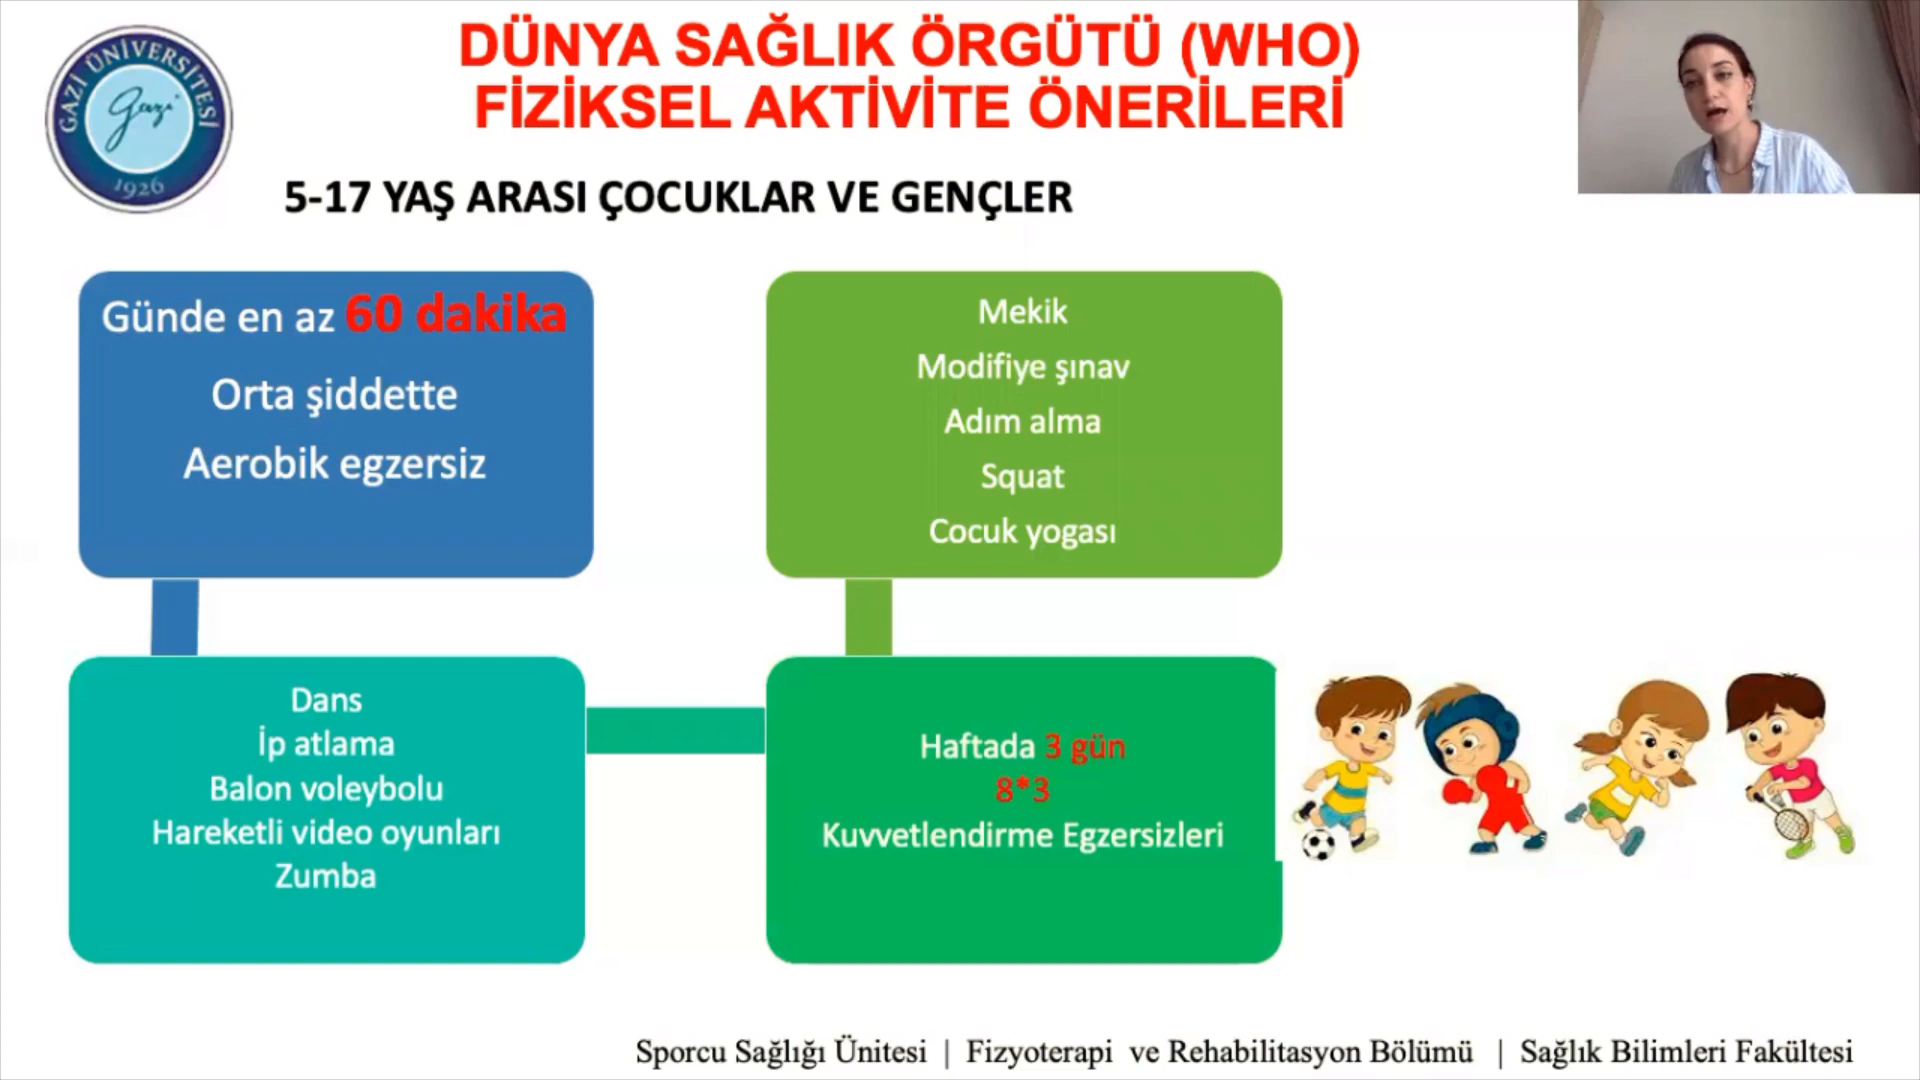 GAZİ ÜNİVERSİTESİ
Gazi
1926
DÜNYA SAĞLIK ÖRGÜTÜ (WHO)
FİZİKSEL AKTİVİTE ÖNERİLERİ
5-17 YAŞ ARASI ÇOCUKLAR VE GENÇLER
Günde en az 60 dakika
Orta şiddette
Aerobik egzersiz
Dans
İp atlama
Balon voleybolu
Hareketli video oyunları
Zumba
Haftada 3 gün
8*3
Kuvvetlendirme Egzersizleri
Mekik
Modifiye şınav
Adım alma
Squat
Cocuk yogası
Sporcu Sağlığı Ünitesi | Fizyoterapi ve Rehabilitasyon Bölümü | Sağlık Bilimleri Fakültesi